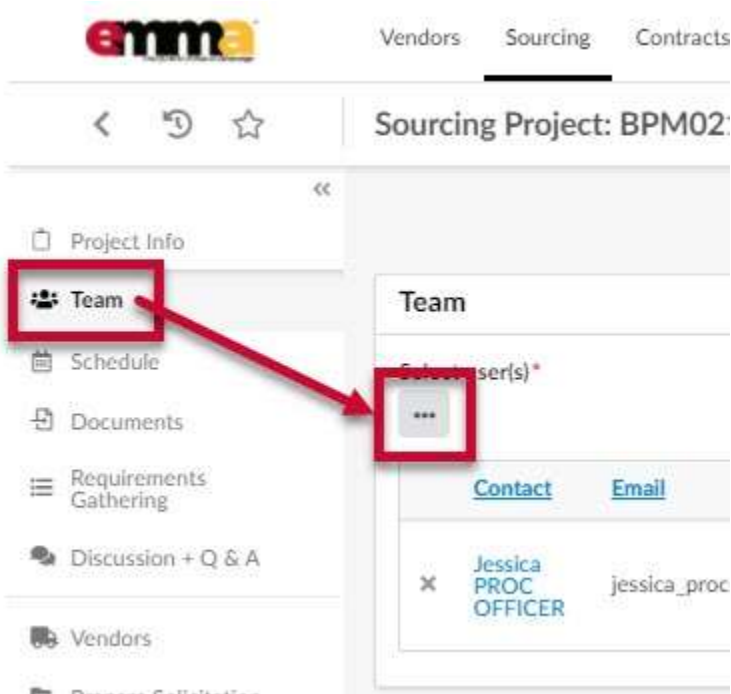 emma
Vendors Sourcing Contracts
Sourcing Project: BPM02
Project Info
Team
Schedule
Documents
Requirements
Gathering
Discussion + Q & A
Vendors
Team
Select user(s)*
Contact Email
Jessica
PROC
OFFICER
jessica_proc